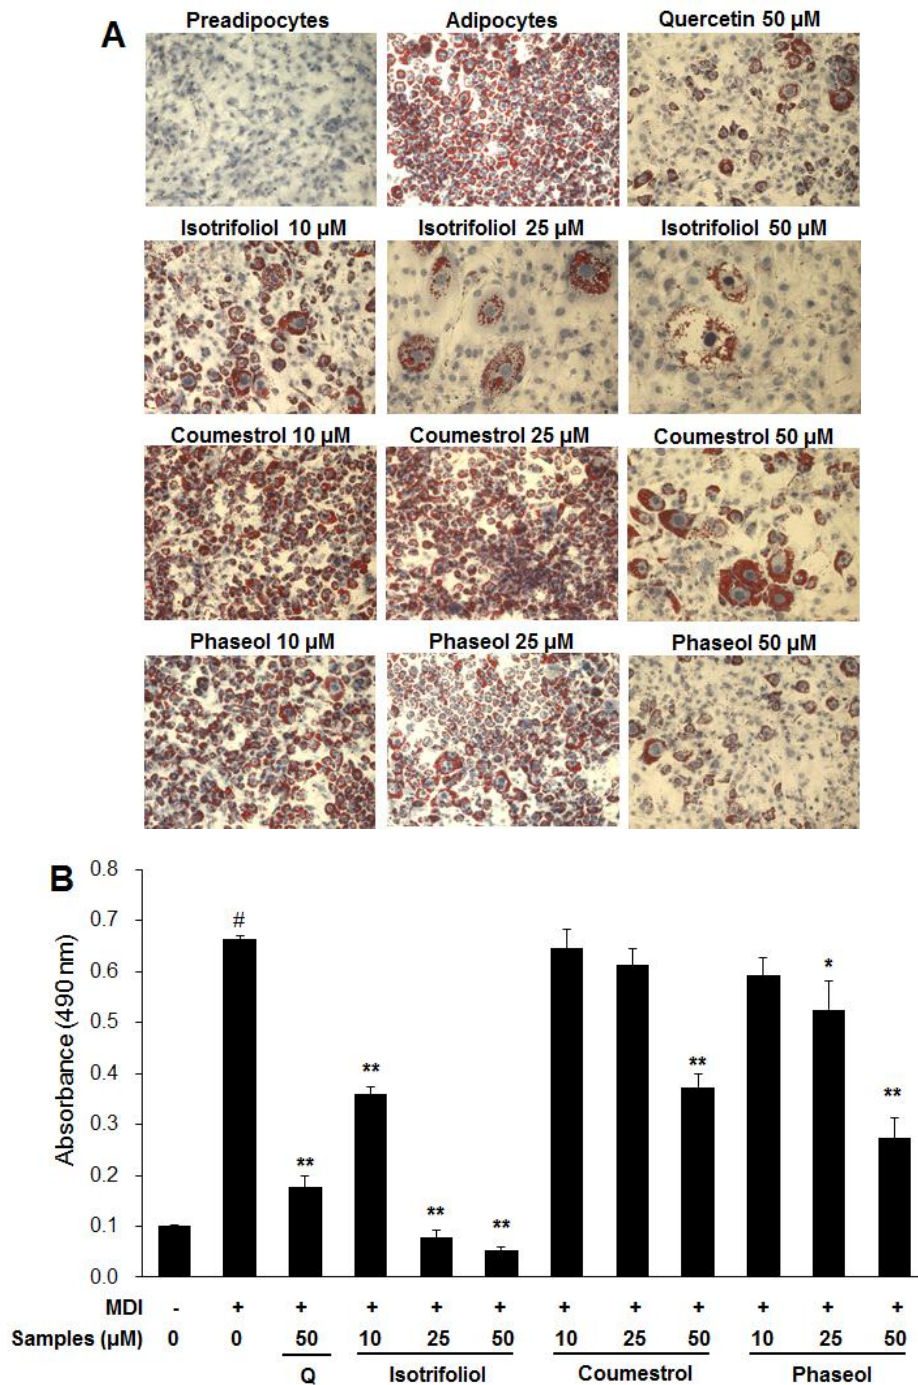 A
Preadipocytes Adipocytes Quercetin 50 µM
Isotrifoliol 10 µM Isotrifoliol 25 µM Isotrifoliol 50 µM
Coumestrol 10 µM Coumestrol 25 µM Coumestrol 50 µM
Phaseol 10 µM Phaseol 25 µM Phaseol 50 µM
B
Absorbance (490 nm)
0.8
0.7
0.6
0.5
0.4
0.3
0.2
0.1
0.0
# ** ** ** ** ** * **
MDI - + + + + + + + + + + +
Samples (µM) 0 0 50 10 25 50 10 25 50 10 25 50
Q Isotrifoliol Coumestrol Phaseol